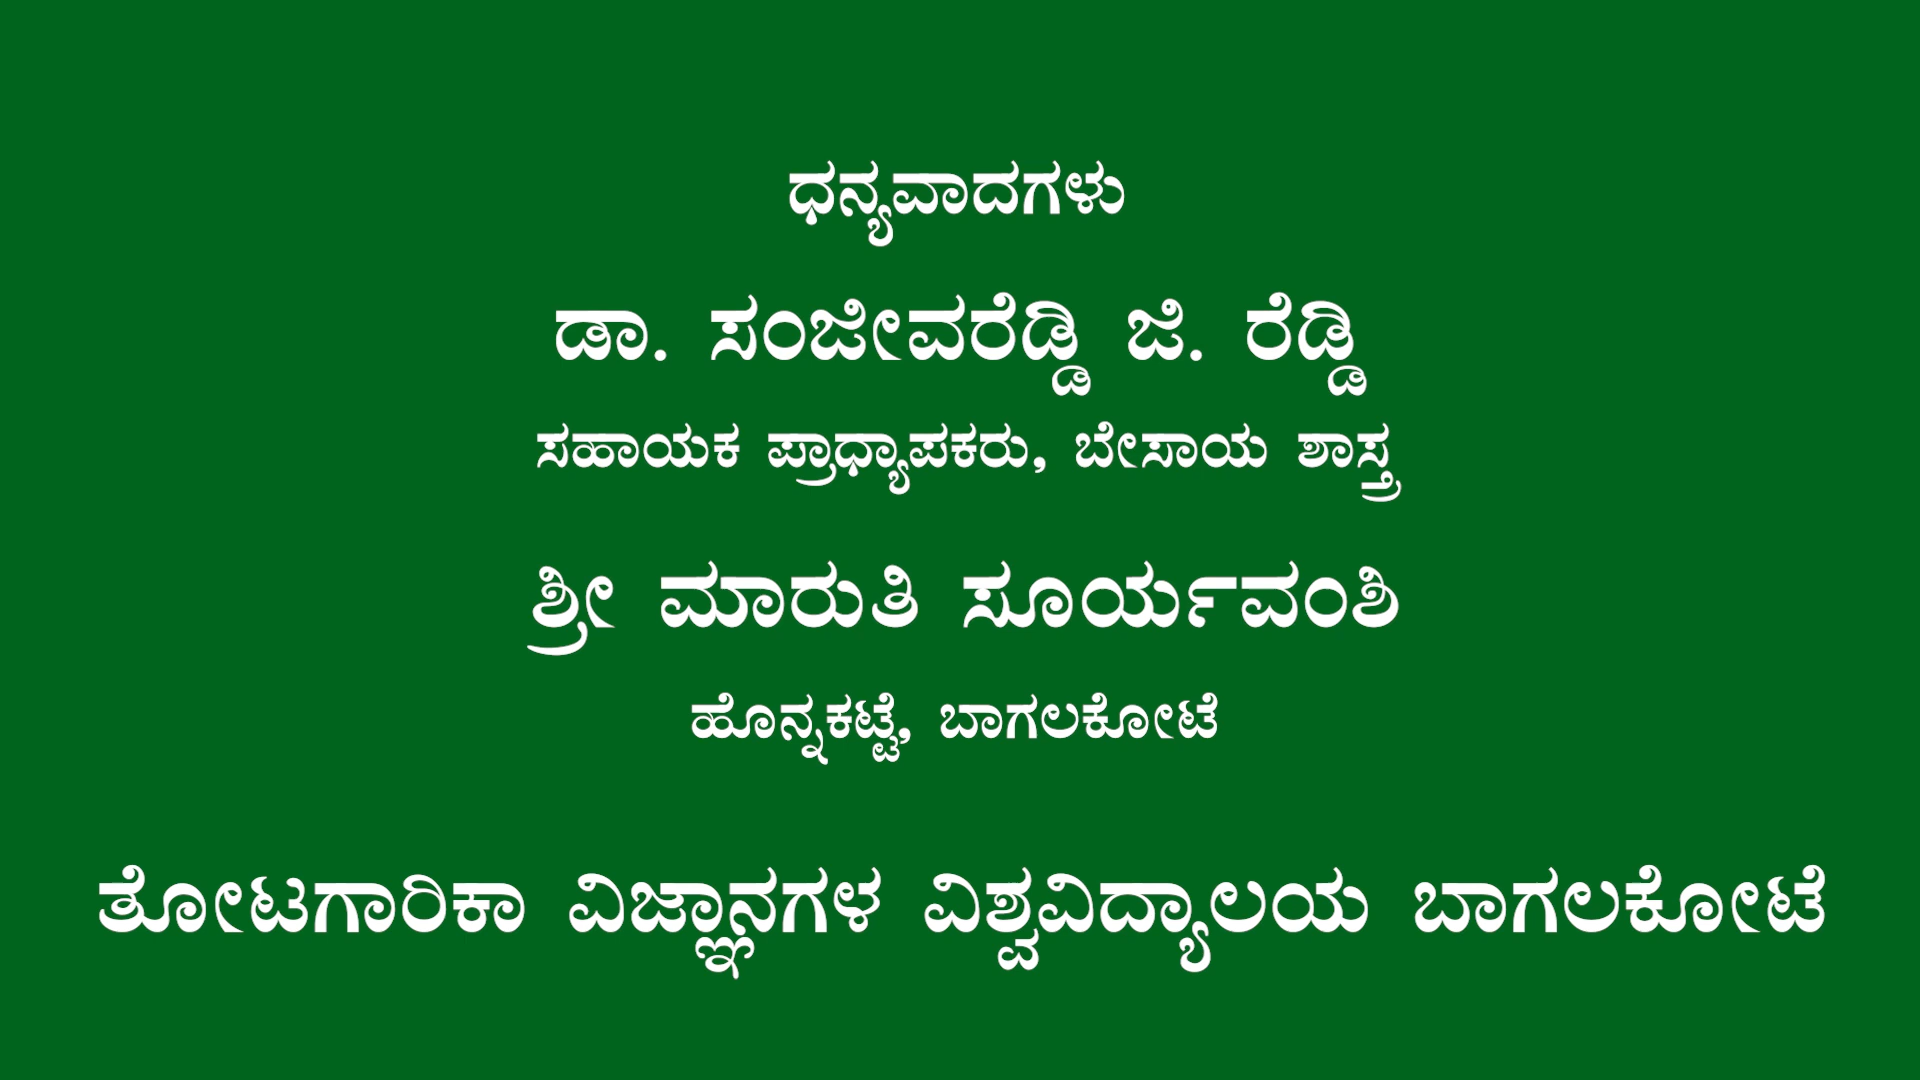 ಧನ್ಯವಾದಗಳು
ಡಾ. ಸಂಜೀವರೆಡ್ಡಿ ಜಿ. ರೆಡ್ಡಿ
ಸಹಾಯಕ ಪ್ರಾಧ್ಯಾಪಕರು, ಬೇಸಾಯ ಶಾಸ್ತ್ರ
ಶ್ರೀ ಮಾರುತಿ ಸೂರ್ಯವಂಶಿ
ಹೊನ್ನಕಟ್ಟೆ, ಬಾಗಲಕೋಟೆ
ತೋಟಗಾರಿಕಾ ವಿಜ್ಞಾನಗಳ ವಿಶ್ವವಿದ್ಯಾಲಯ ಬಾಗಲಕೋಟೆ